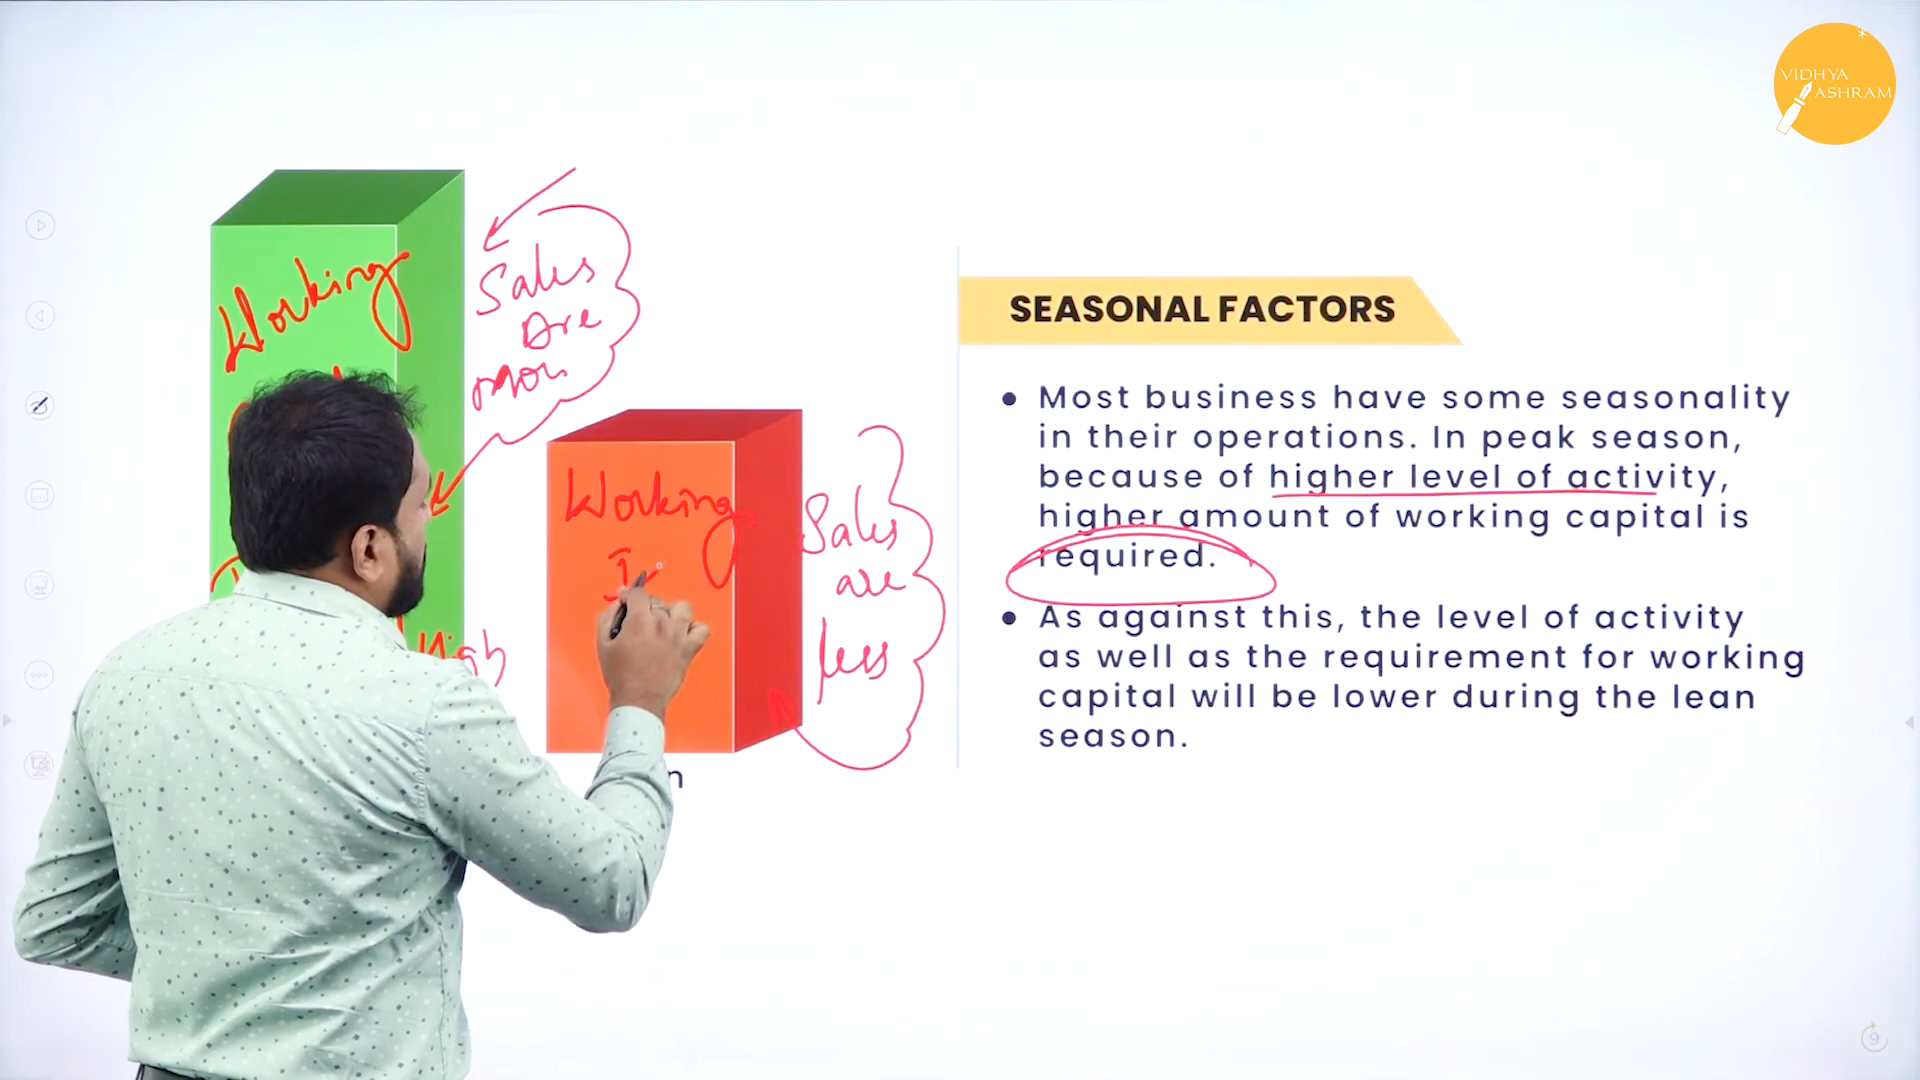 VIDHYA
ASHRAM
Working
Sales
Are
High
Working
Sales
are
less
n
SEASONAL FACTORS
• Most business have some seasonality
in their operations. In peak season,
because of higher level of activity,
higher amount of working capital is
required.
• As against this, the level of activity
as well as the requirement for working
capital will be lower during the lean
season.
9